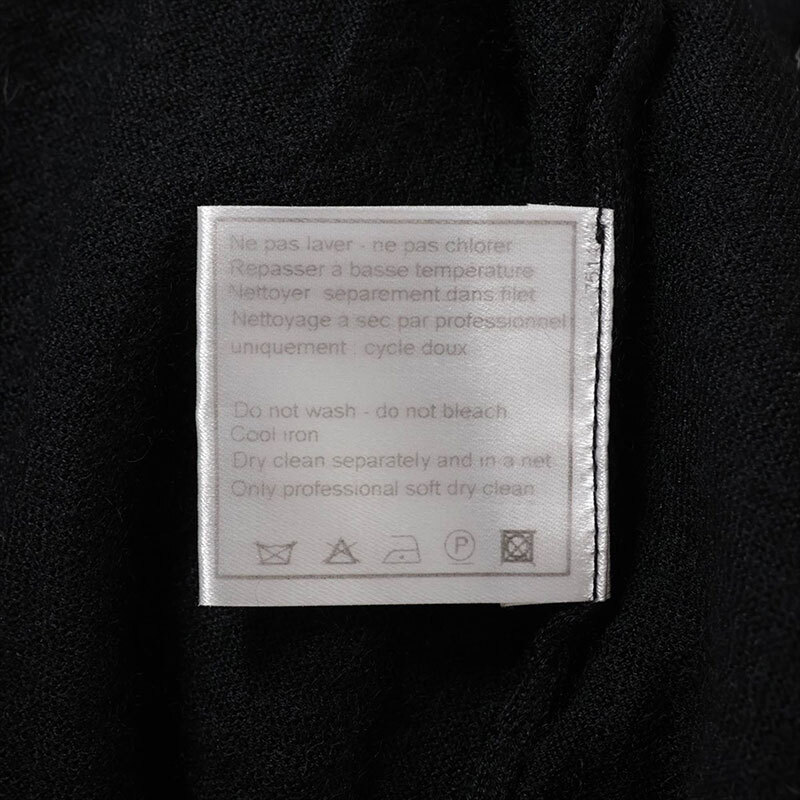 Ne pas laver - ne pas chlorer
Repasser à basse temperature
Nettoyer separement dans filet
Nettoyage à sec par professionnel
uniquement : cycle doux
Do not wash - do not bleach
Cool iron
Dry clean separately and in a net
Only professional soft dry clean
P